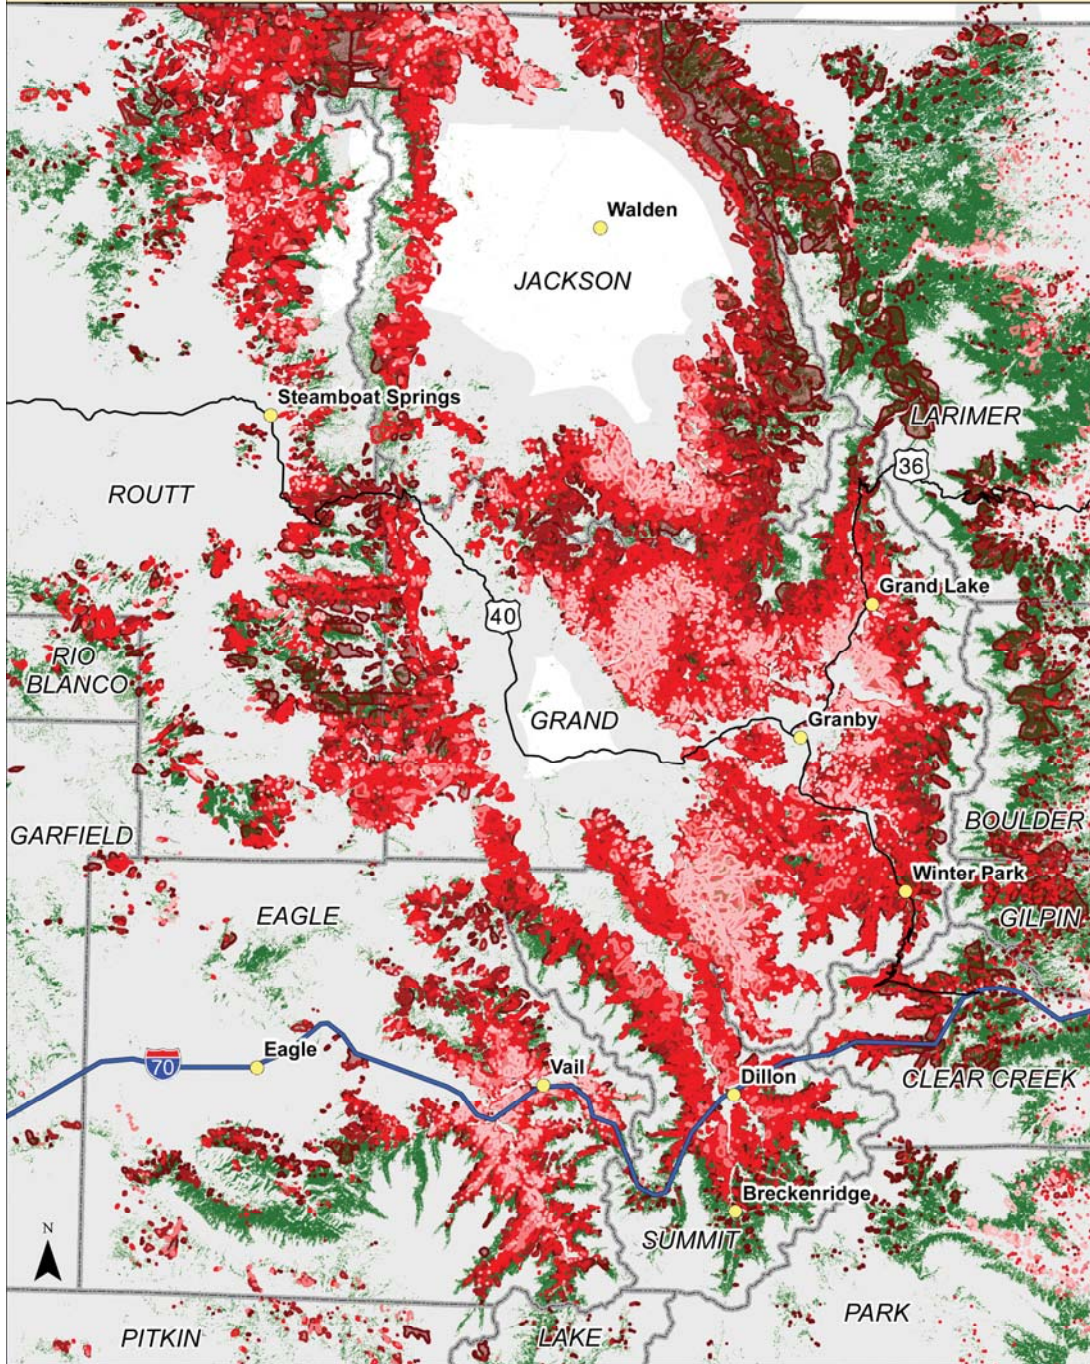 Walden
JACKSON
Steamboat Springs
LARIMER
36
ROUTT
Grand Lake
40
RIO
BLANCO
GRAND
Granby
GARFIELD
BOULDER
Winter Park
EAGLE
GILPIN
70
Eagle
Vail
Dillon
CLEAR CREEK
Breckenridge
N
SUMMIT
PARK
PITKIN
LAKE